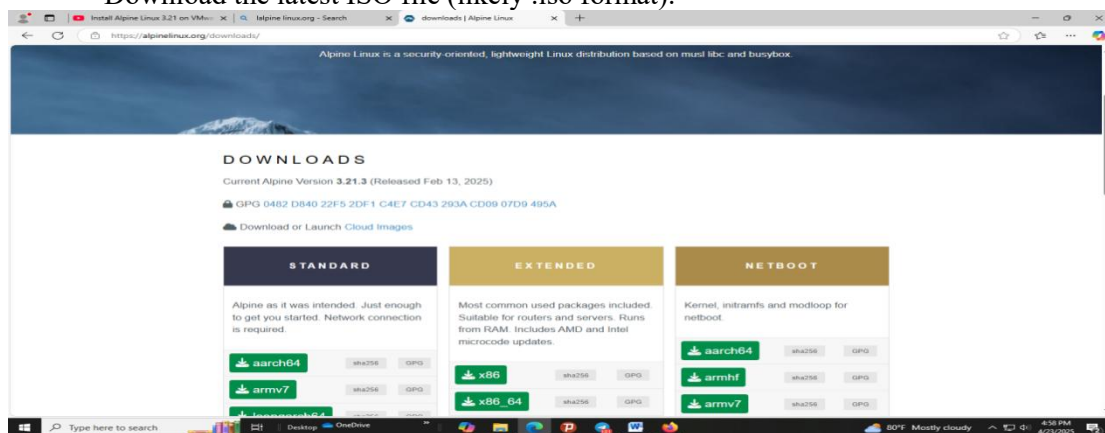 Download the latest ISO file (likely .iso format).
Install Alpine Linux 3.21 on VMw
lalpine linux.org - Search
downloads | Alpine Linux
https://alpinelinux.org/downloads/
Alpine Linux is a security-oriented, lightweight Linux distribution based on musl libc and busybox.
DOWNLOADS
Current Alpine Version 3.21.3 (Released Feb 13, 2025)
GPG 0482 D840 22F5 2DF1 C4E7 CD43 293A CD09 07D9 495A
Download or Launch Cloud Images
STANDARD
Alpine as it was intended. Just enough
to get you started. Network connection
is required.
aarch64 sha256 GPG
armv7 sha256 GPG
loongarch64 sha256 GPG
EXTENDED
Most common used packages included.
Suitable for routers and servers. Runs
from RAM. Includes AMD and Intel
microcode updates.
x86 sha256 GPG
x86_64 sha256 GPG
NETBOOT
Kernel, initramfs and modloop for
netboot.
aarch64 sha256 GPG
armhf sha256 GPG
armv7 sha256 GPG
Type here to search
Desktop
OneDrive
80°F Mostly cloudy
4:58 PM
4/23/2025